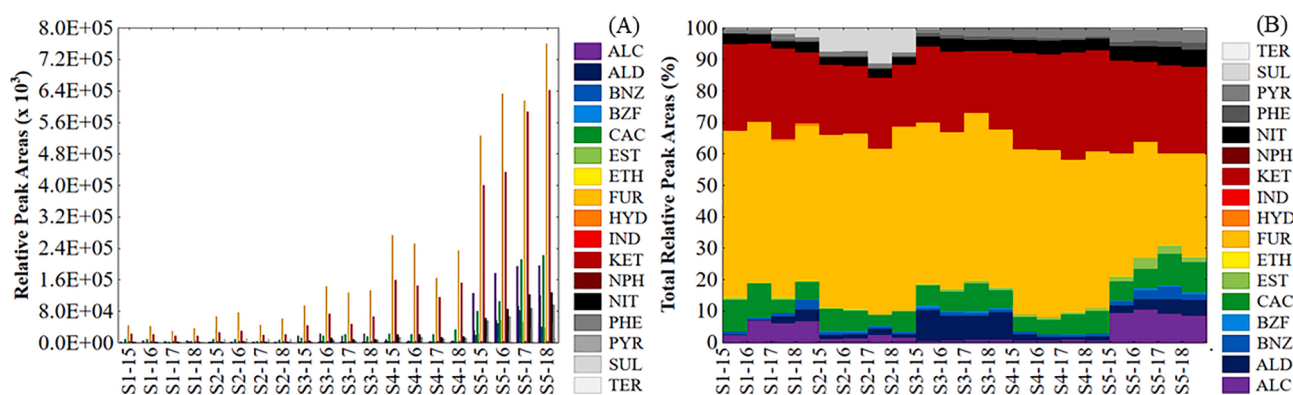 (A)
Relative Peak Areas (x 10³)
8.0E+05
7.2E+05
6.4E+05
5.6E+05
4.8E+05
4.0E+05
3.2E+05
2.4E+05
1.6E+05
8.0E+04
0.0E+00
S1-15
S1-16
S1-17
S1-18
S2-15
S2-16
S2-17
S2-18
S3-15
S3-16
S3-17
S3-18
S4-15
S4-16
S4-17
S4-18
S5-15
S5-16
S5-17
S5-18
ALC
ALD
BNZ
BZF
CAC
EST
ETH
FUR
HYD
IND
KET
NPH
NIT
PHE
PYR
SUL
TER
(B)
Total Relative Peak Areas (%)
100
90
80
70
60
50
40
30
20
10
0
S1-15
S1-16
S1-17
S1-18
S2-15
S2-16
S2-17
S2-18
S3-15
S3-16
S3-17
S3-18
S4-15
S4-16
S4-17
S4-18
S5-15
S5-16
S5-17
S5-18
TER
SUL
PYR
PHE
NIT
NPH
KET
IND
HYD
FUR
ETH
EST
CAC
BZF
BNZ
ALD
ALC